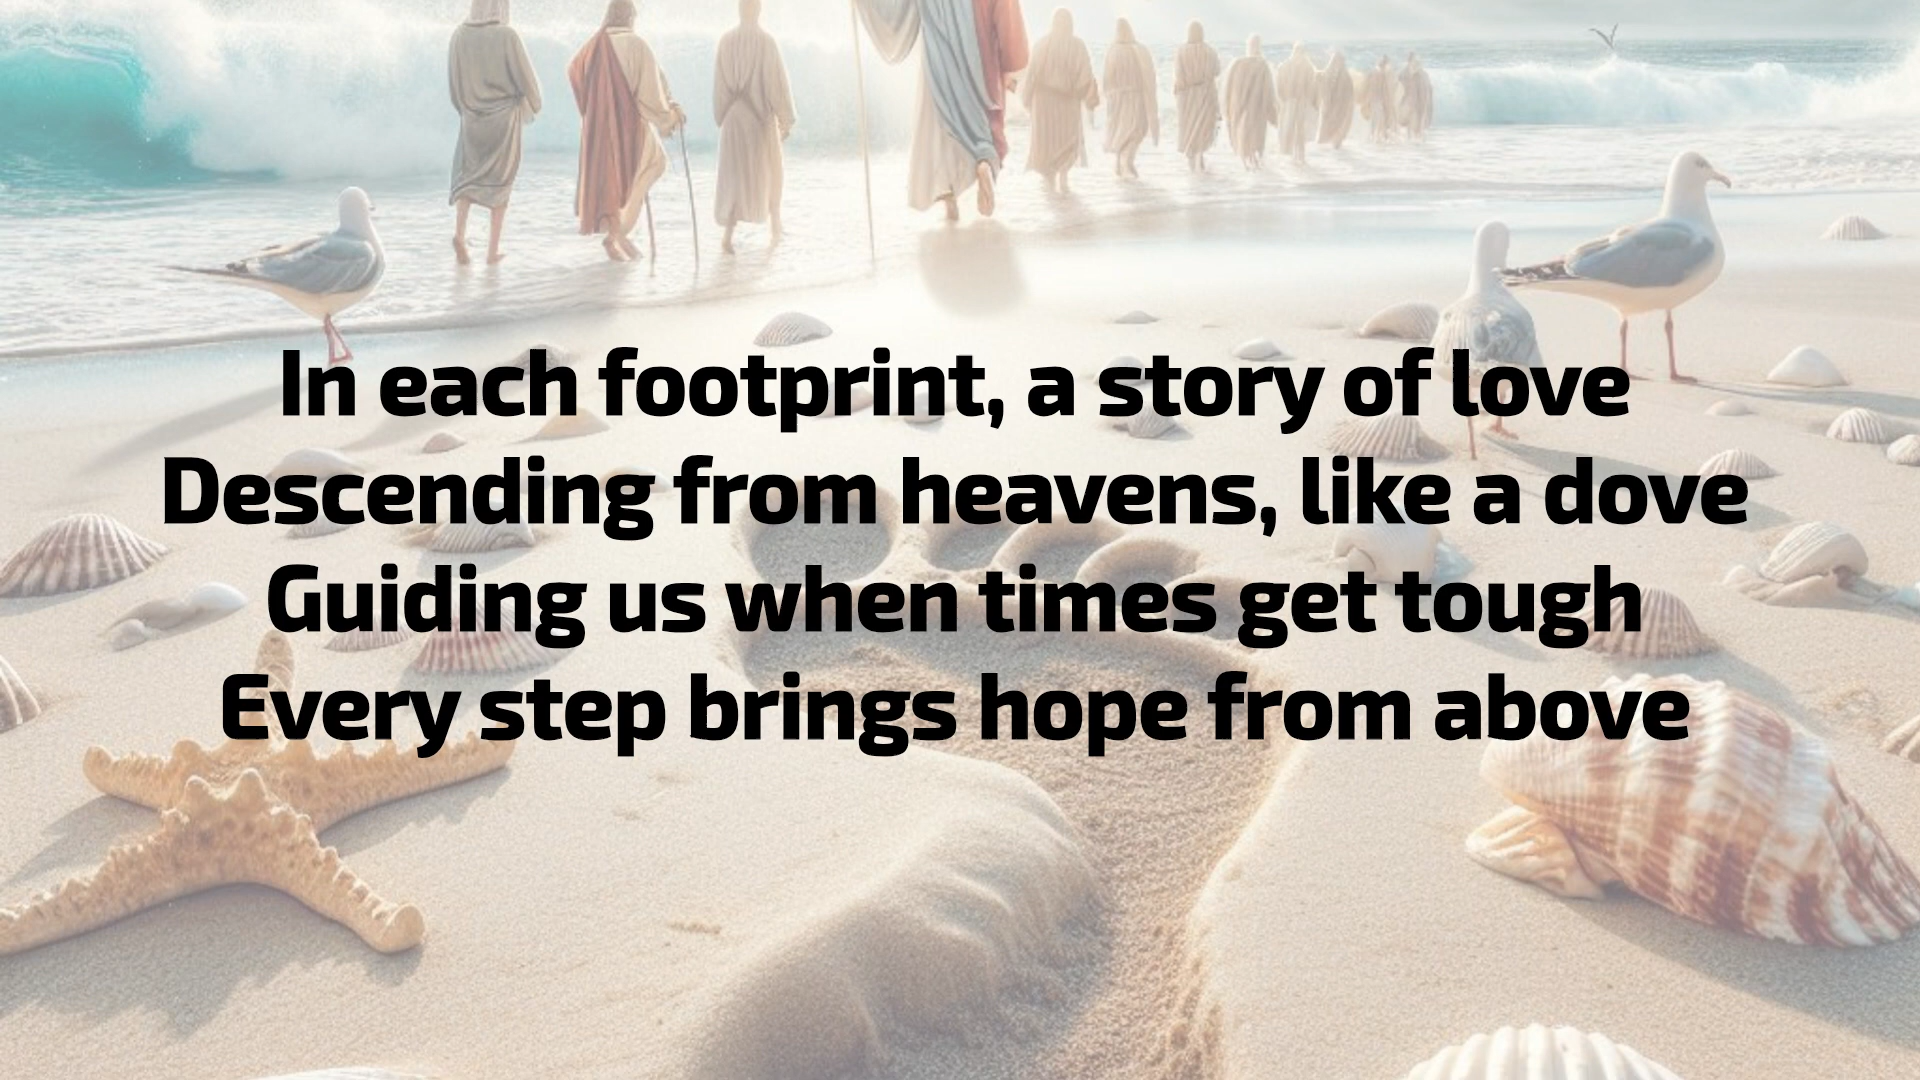 In each footprint, a story of love
Descending from heavens, like a dove
Guiding us when times get tough
Every step brings hope from above